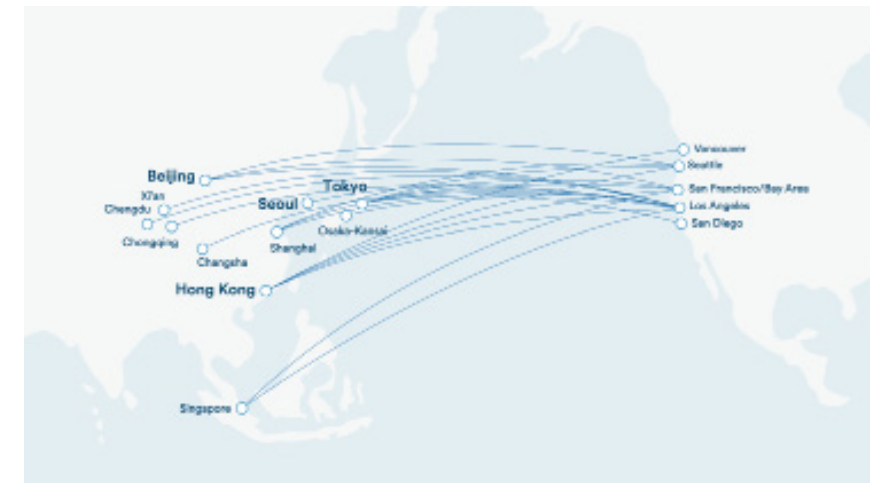 Vancouver
Seattle
Beijing
Tokyo
San Francisco/Bay Area
Xi'an
Chengdu
Seoul
Los Angeles
San Diego
Osaka-Kansai
Chongqing
Shanghai
Changsha
Hong Kong
Singapore